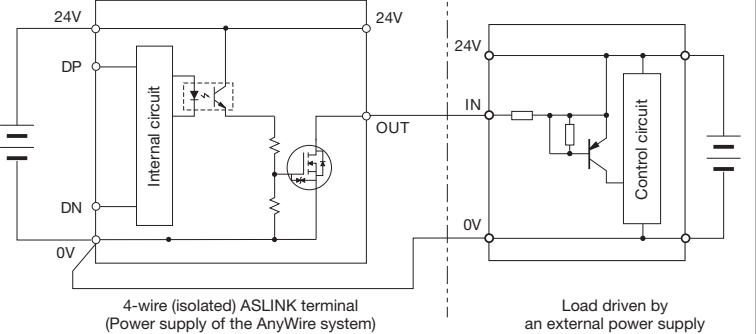 24V
24V
24V
DP
IN
OUT
Internal circuit
Control circuit
DN
0V
0V
4-wire (isolated) ASLINK terminal
(Power supply of the AnyWire system)
Load driven by
an external power supply